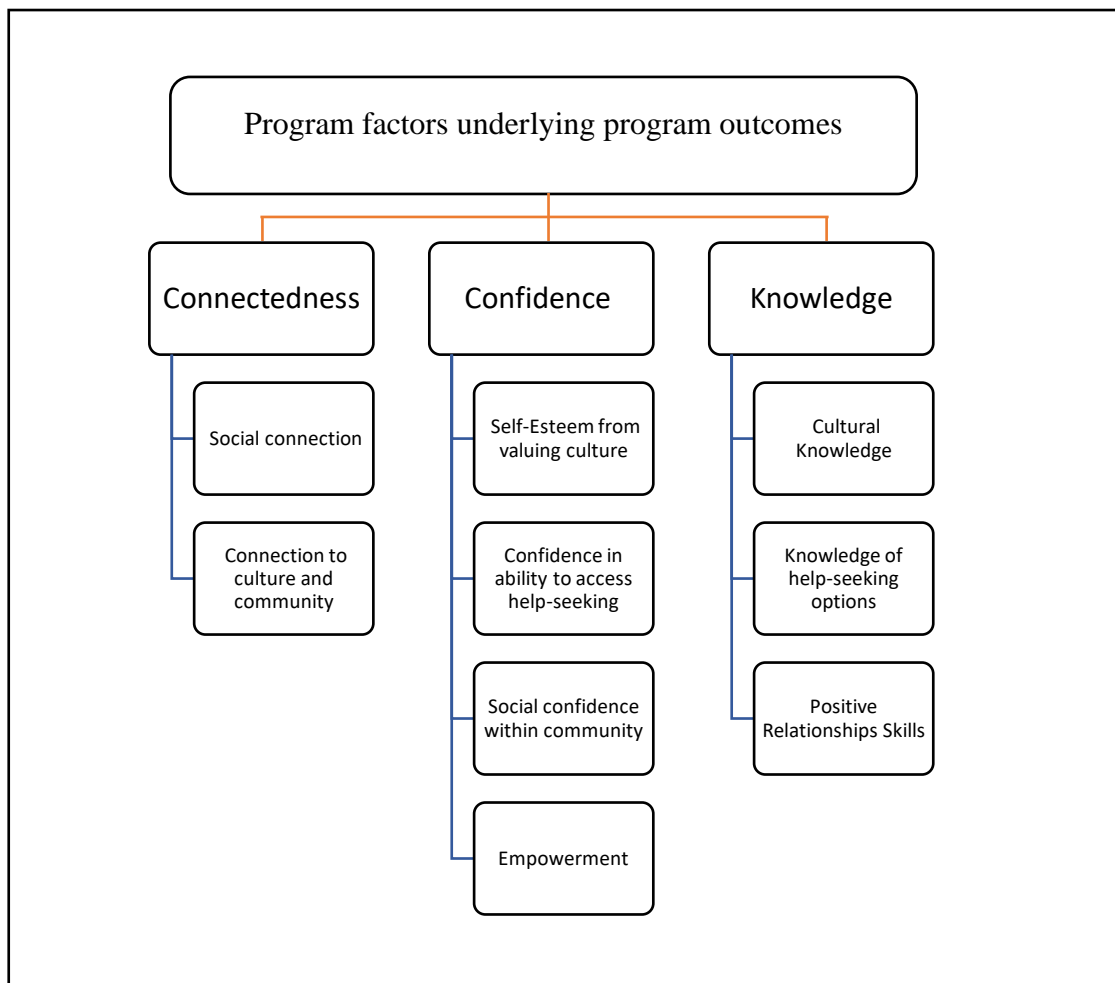 Program factors underlying program outcomes
Connectedness
Social connection
Connection to
culture and
community
Confidence
Self-Esteem from
valuing culture
Confidence in
ability to access
help-seeking
Social confidence
within community
Empowerment
Knowledge
Cultural
Knowledge
Knowledge of
help-seeking
options
Positive
Relationships Skills